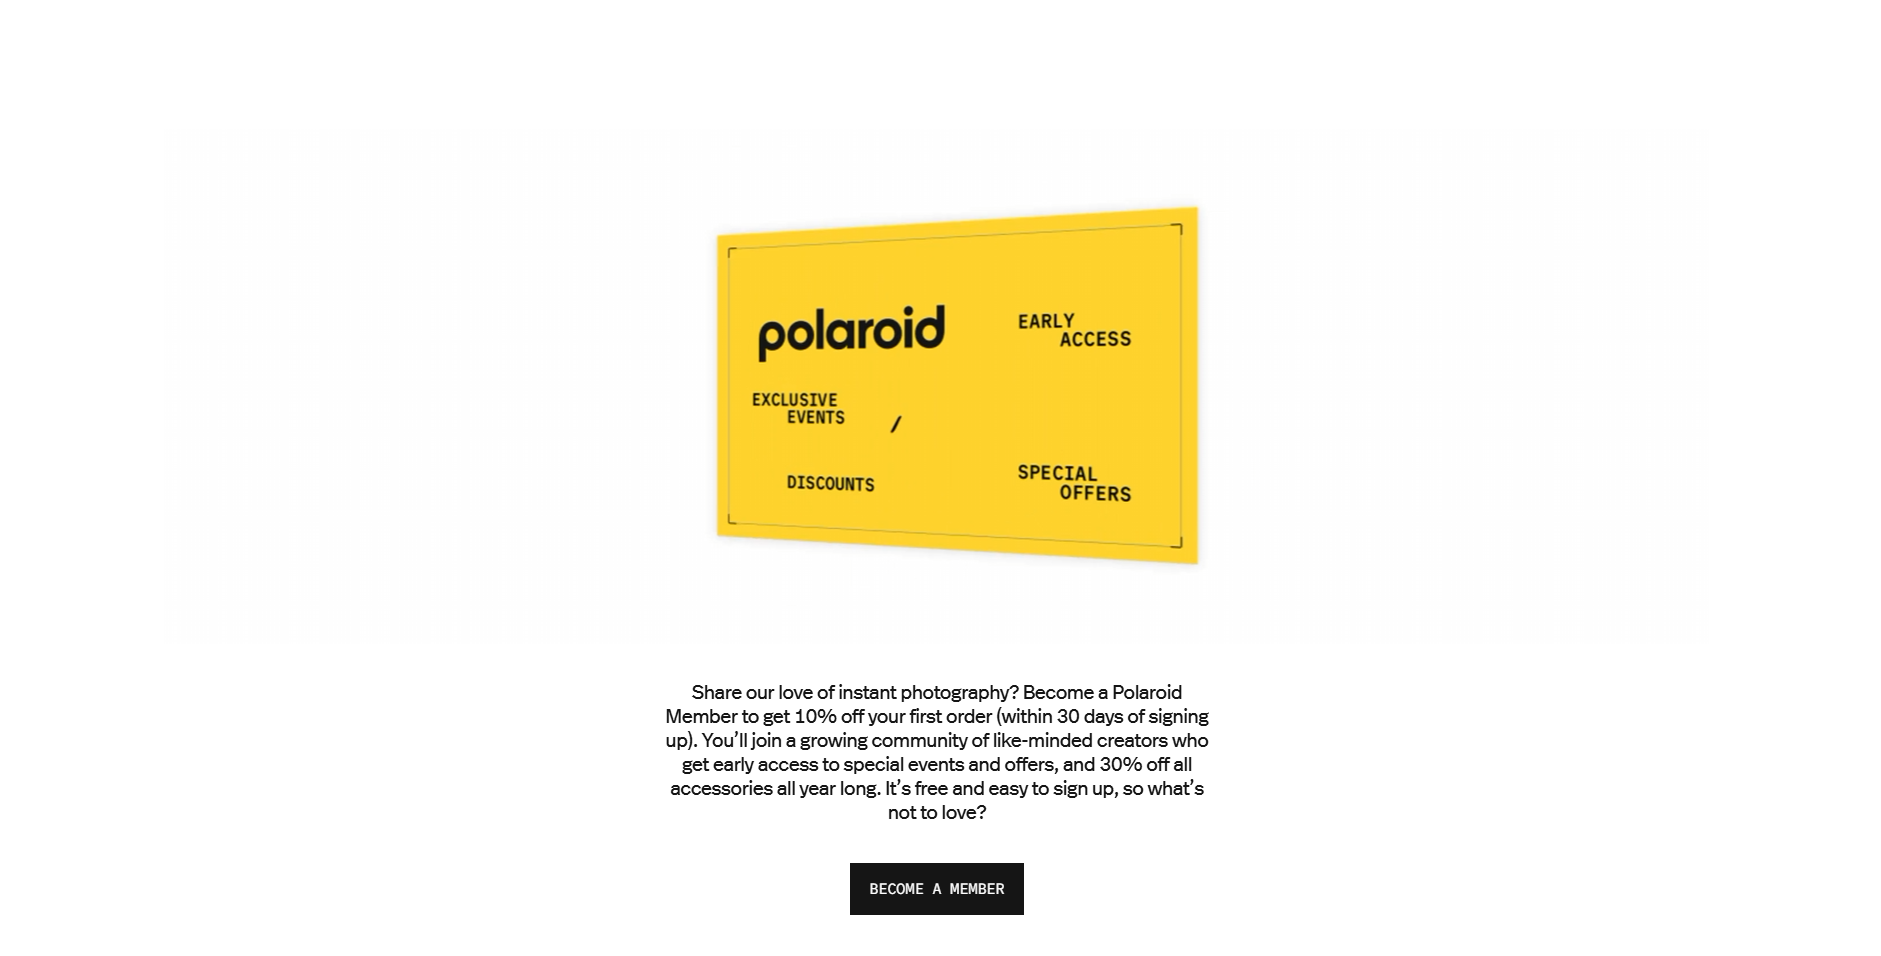 polaroid
EARLY
ACCESS
EXCLUSIVE
EVENTS
/
DISCOUNTS
SPECIAL
OFFERS
Share our love of instant photography? Become a Polaroid
Member to get 10% off your first order (within 30 days of signing
up). You’ll join a growing community of like-minded creators who
get early access to special events and offers, and 30% off all
accessories all year long. It’s free and easy to sign up, so what’s
not to love?
BECOME A MEMBER